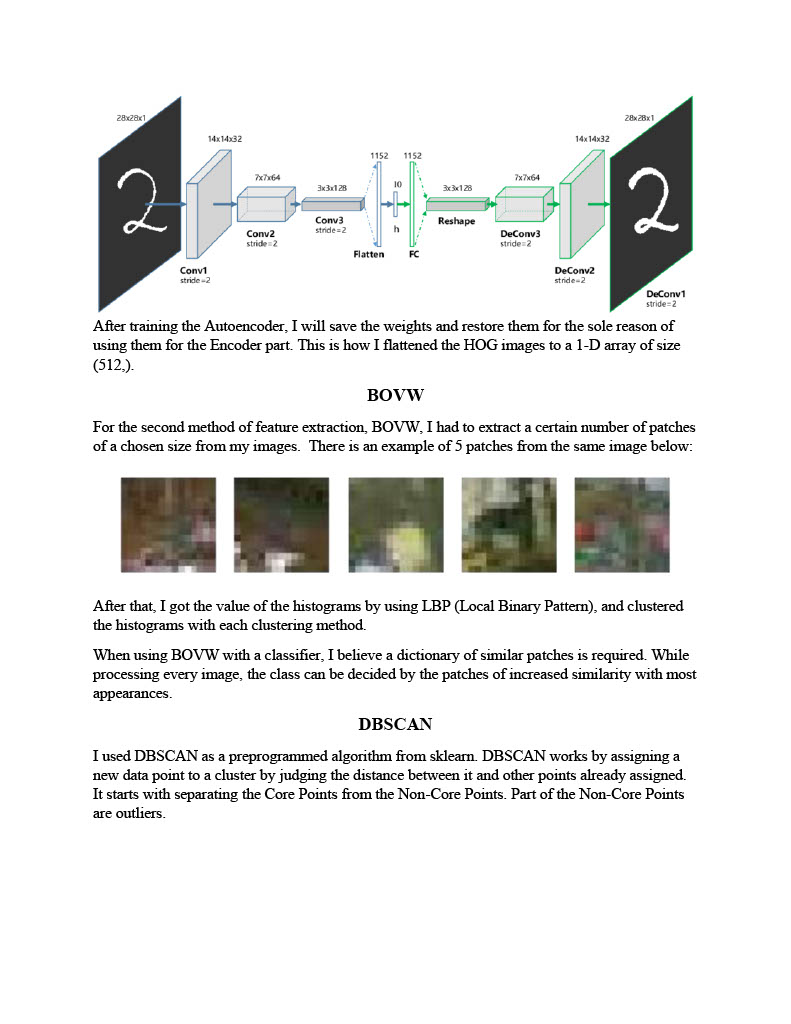 28x28x1
14x14x32
7x7x64
3x3x128
1152
10
h
1152
3x3x128
7x7x64
14x14x32
28x28x1
Conv1
stride=2
Conv2
stride=2
Conv3
stride=2
Flatten
FC
Reshape
DeConv3
stride=2
DeConv2
stride=2
DeConv1
stride=2
After training the Autoencoder, I will save the weights and restore them for the sole reason of
using them for the Encoder part. This is how I flattened the HOG images to a 1-D array of size
(512,).
BOVW
For the second method of feature extraction, BOVW, I had to extract a certain number of patches
of a chosen size from my images.  There is an example of 5 patches from the same image below:
After that, I got the value of the histograms by using LBP (Local Binary Pattern), and clustered
the histograms with each clustering method.
When using BOVW with a classifier, I believe a dictionary of similar patches is required. While
processing every image, the class can be decided by the patches of increased similarity with most
appearances.
DBSCAN
I used DBSCAN as a preprogrammed algorithm from sklearn. DBSCAN works by assigning a
new data point to a cluster by judging the distance between it and other points already assigned.
It starts with separating the Core Points from the Non-Core Points. Part of the Non-Core Points
are outliers.